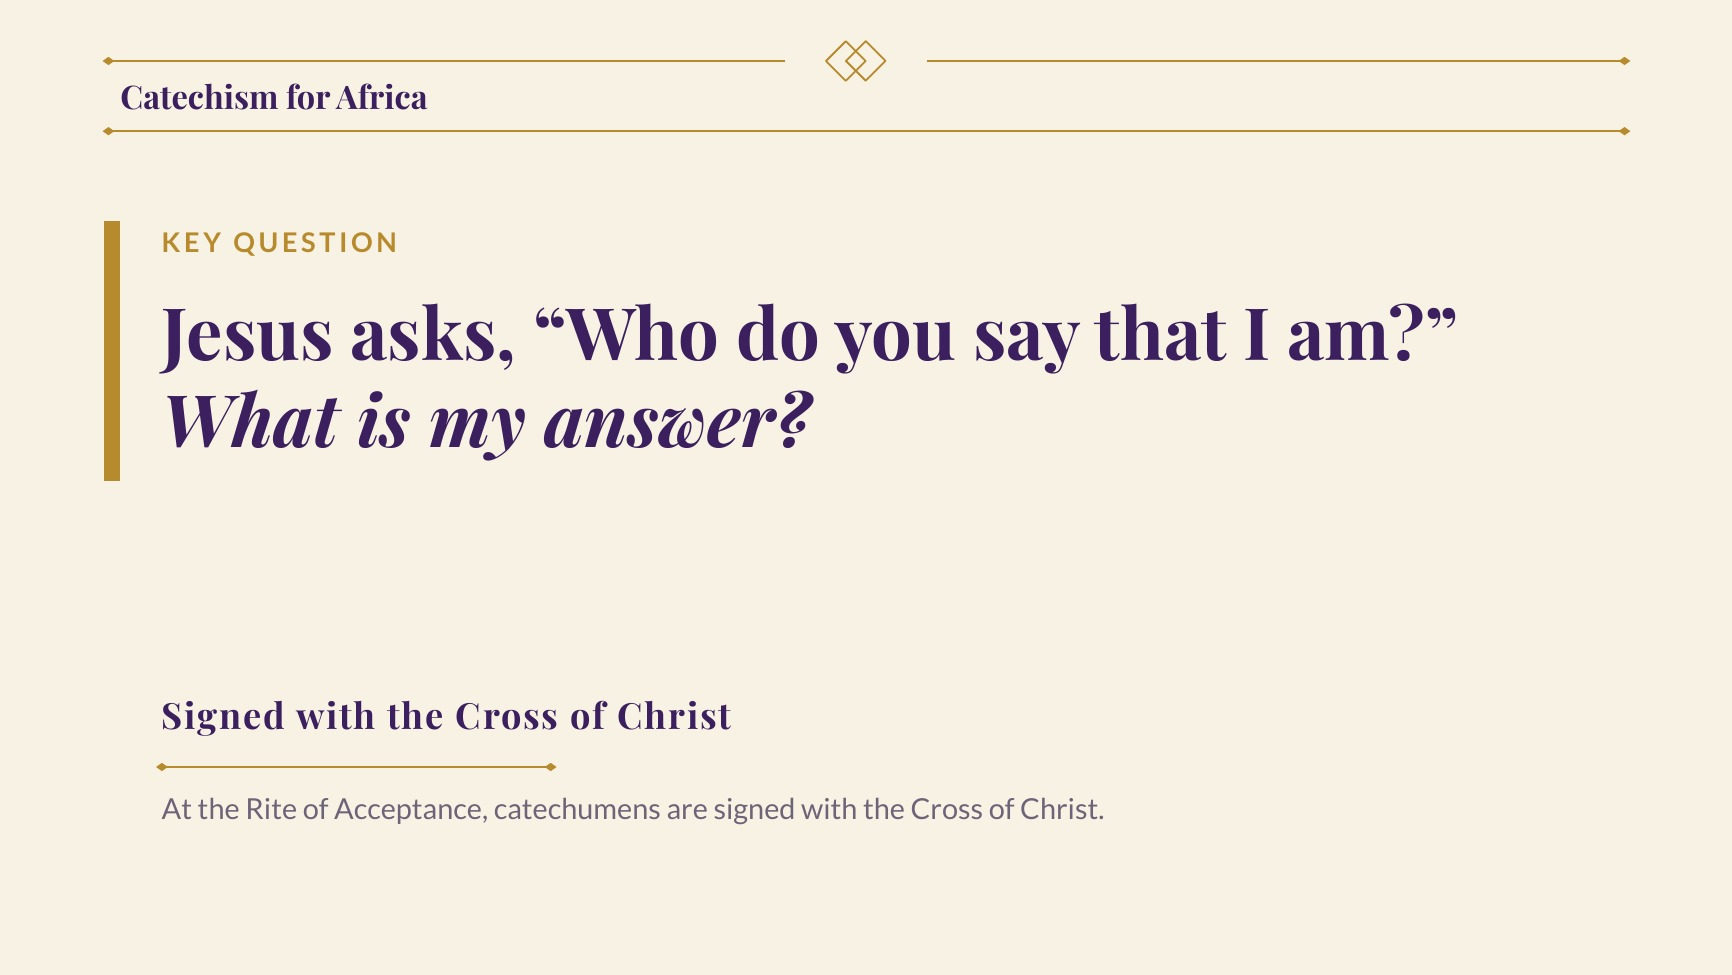 Catechism for Africa
KEY QUESTION
Jesus asks, “Who do you say that I am?”
What is my answer?
Signed with the Cross of Christ
At the Rite of Acceptance, catechumens are signed with the Cross of Christ.